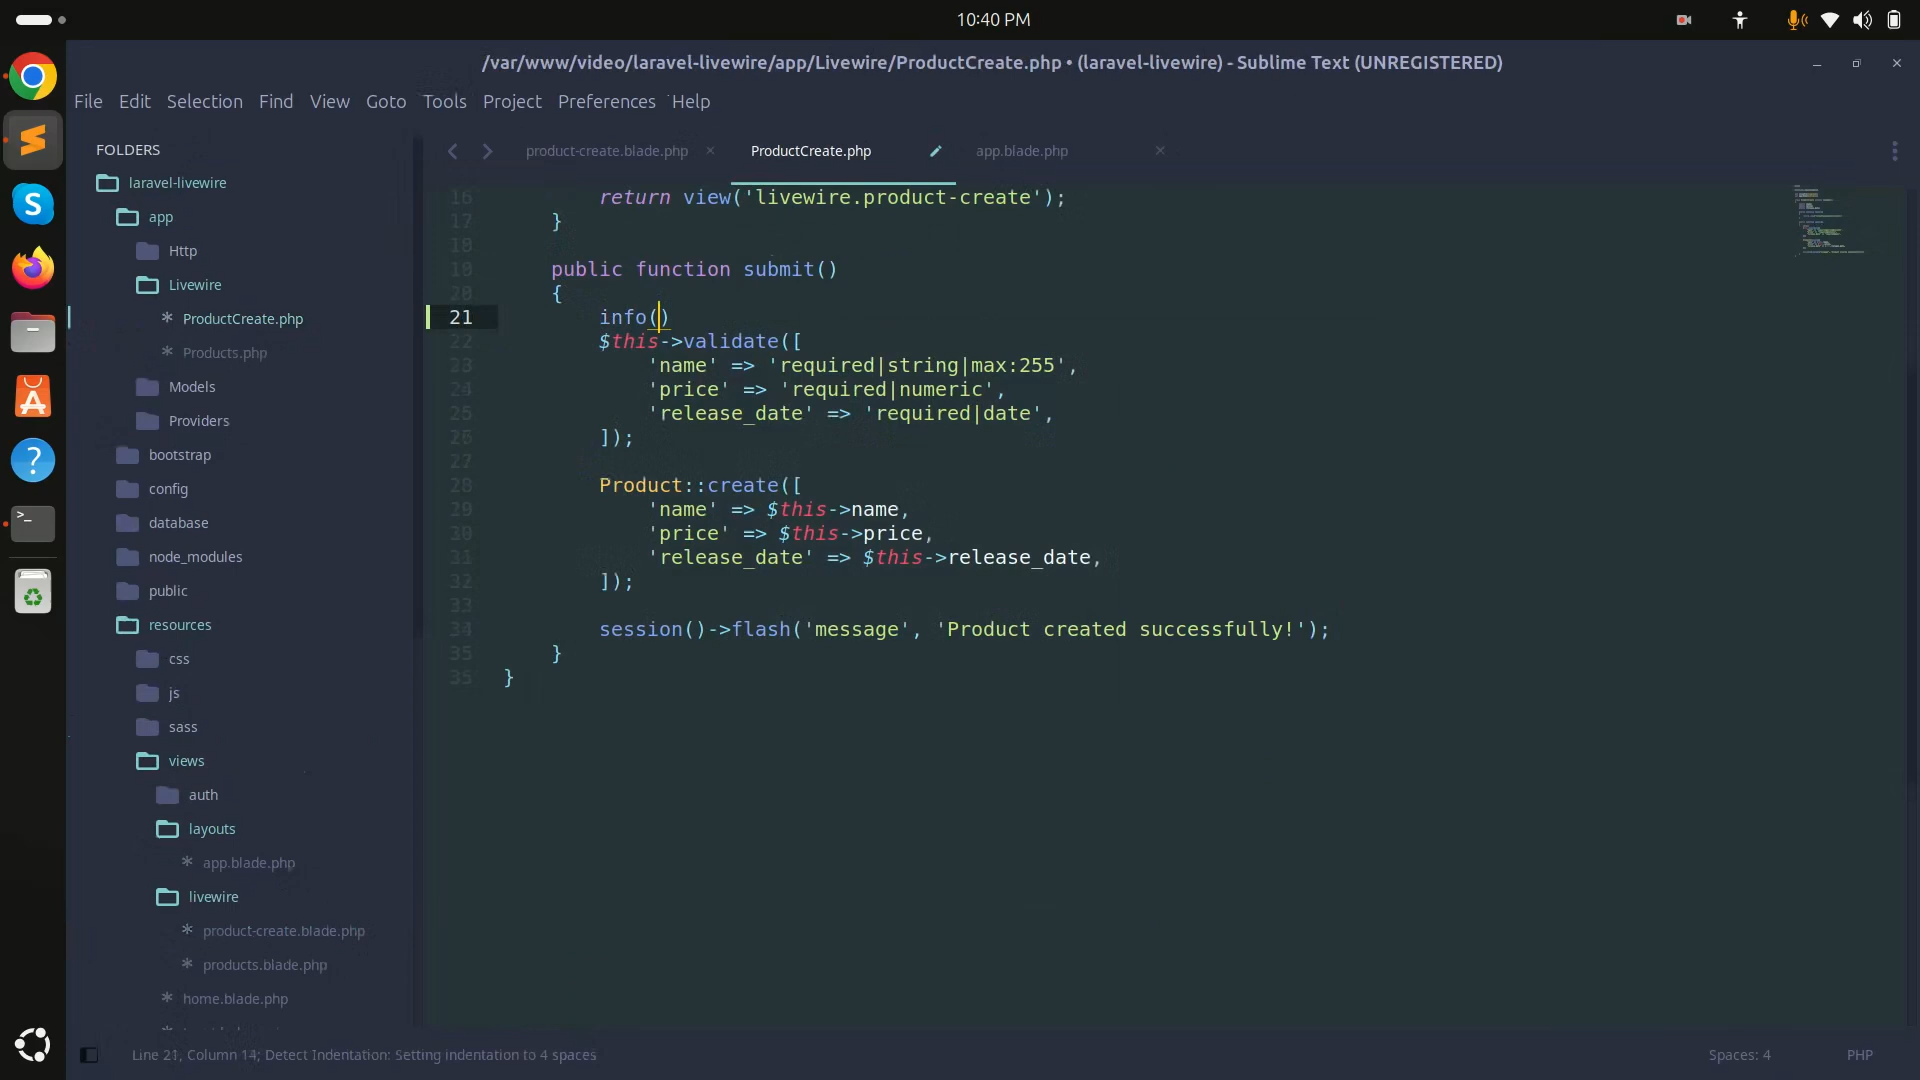 10:40 PM
/var/www/video/laravel-livewire/app/Livewire/ProductCreate.php • (laravel-livewire) - Sublime Text (UNREGISTERED)
File Edit Selection Find View Goto Tools Project Preferences Help
FOLDERS
laravel-livewire
app
Http
Livewire
ProductCreate.php
Products.php
Models
Providers
bootstrap
config
database
node_modules
public
resources
css
js
sass
views
auth
layouts
app.blade.php
livewire
product-create.blade.php
products.blade.php
home.blade.php
product-create.blade.php ProductCreate.php app.blade.php
16 return view('livewire.product-create');
17 }
18
19 public function submit()
20 {
21 info()
22 $this->validate([
23 'name' => 'required|string|max:255',
24 'price' => 'required|numeric',
25 'release_date' => 'required|date',
26 ]);
27
28 Product::create([
29 'name' => $this->name,
30 'price' => $this->price,
31 'release_date' => $this->release_date,
32 ]);
33
34 session()->flash('message', 'Product created successfully!');
35 }
}
Line 21, Column 14; Detect Indentation: Setting indentation to 4 spaces
Spaces: 4
PHP